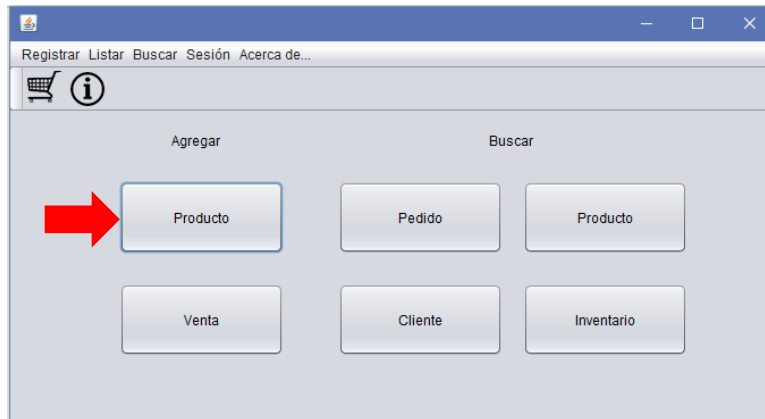 Registrar Listar Buscar Sesión Acerca de...
Agregar Buscar
Producto Pedido Producto
Venta Cliente Inventario